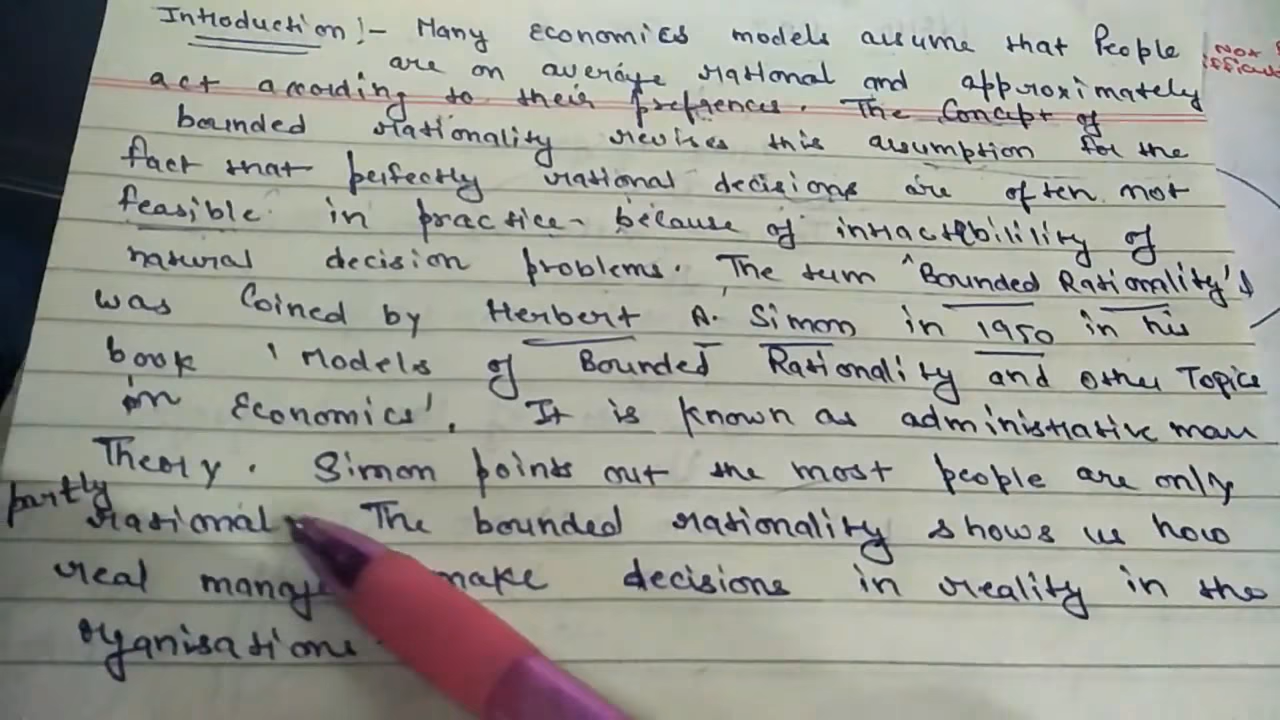 Introduction :- Many economics models assume that People
are on average rational and approximately
act according to their prefrences. The Concept of
bounded rationality revises this assumption for the
fact that perfectly rational decisions are often not
feasible in practice because of intractibilility of
natural decision problems. The turm 'Bounded Rationality's
was Coined by Herbert A. Simon in 1950 in his
book 'Models of Bounded Rationality and other Topics
in Economics'. It is known as administrative man
Theory. Simon points out the most people are only
partly
rational. The bounded rationality shows us how
real make decisions in reality in the
organisations
Not